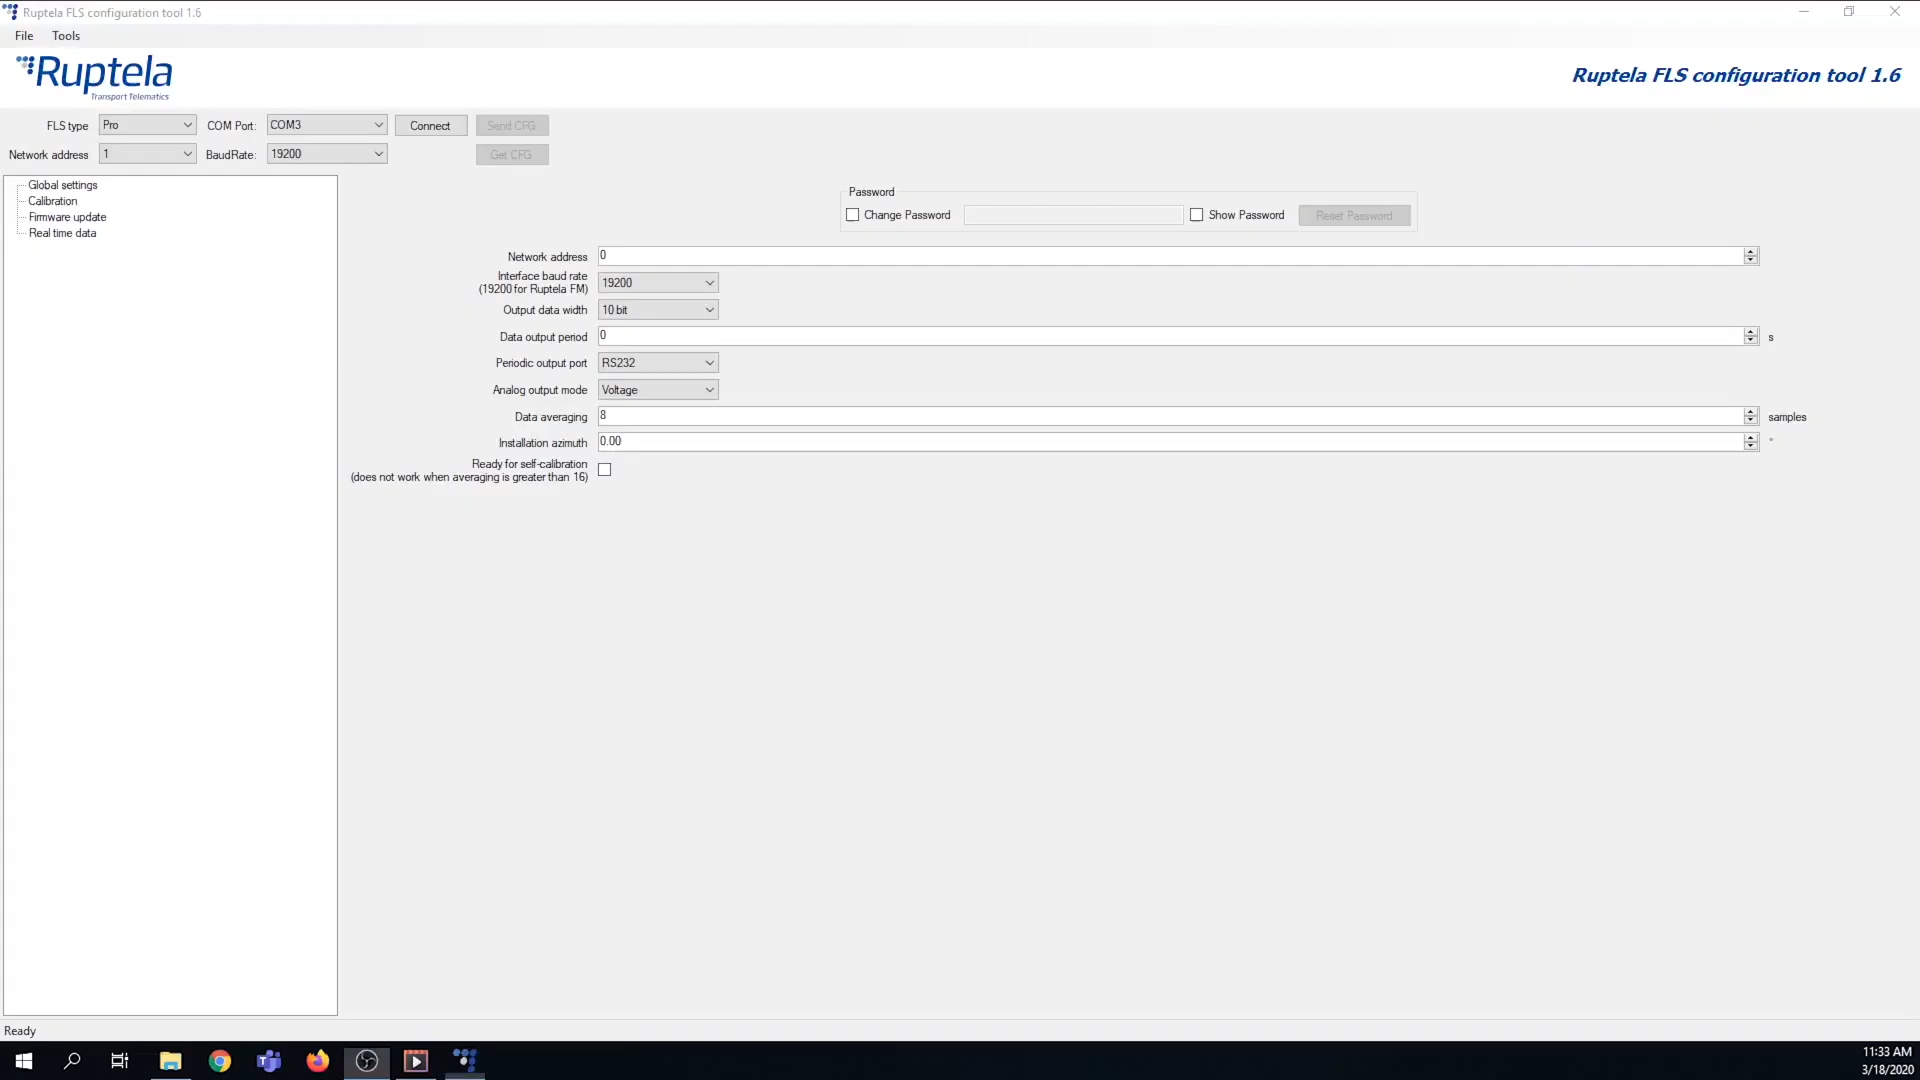 Ruptela FLS configuration tool 1.6
File Tools
Ruptela
Transport Telematics
Ruptela FLS configuration tool 1.6
FLS type Pro COM Port: COM3 Connect Send CFG
Network address 1 BaudRate: 19200 Get CFG
Global settings
Calibration
Firmware update
Real time data
Password
Change Password Show Password Reset Password
Network address 0
Interface baud rate
(19200 for Ruptela FM) 19200
Output data width 10 bit
Data output period 0 s
Periodic output port RS232
Analog output mode Voltage
Data averaging 8 samples
Installation azimuth 0.00 °
Ready for self-calibration
(does not work when averaging is greater than 16)
Ready
11:33 AM
3/18/2020